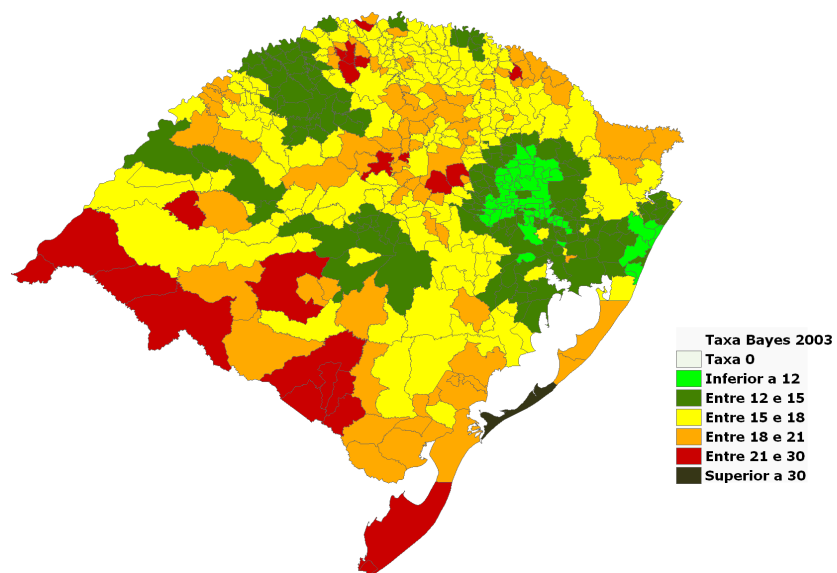 Taxa Bayes 2003
Taxa 0
Inferior a 12
Entre 12 e 15
Entre 15 e 18
Entre 18 e 21
Entre 21 e 30
Superior a 30